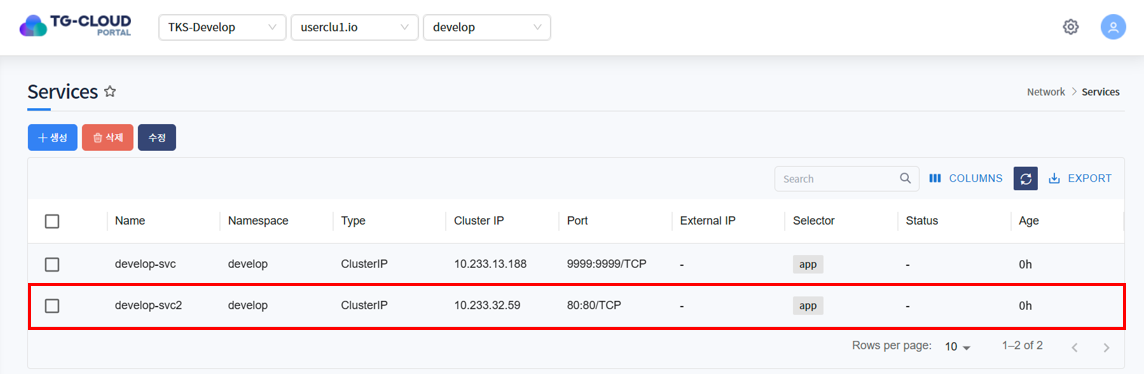 TG-CLOUD
PORTAL
TKS-Develop userclu1.io develop
Services
Network > Services
생성 삭제 수정
Search COLUMNS EXPORT
Name Namespace Type Cluster IP Port External IP Selector Status Age
develop-svc develop ClusterIP 10.233.13.188 9999:9999/TCP - app - 0h
develop-svc2 develop ClusterIP 10.233.32.59 80:80/TCP - app - 0h
Rows per page: 10 1–2 of 2